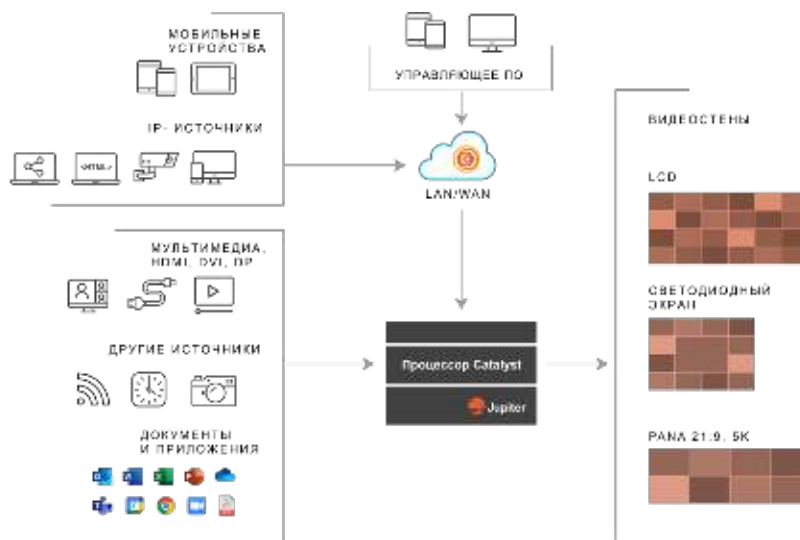 МОБИЛЬНЫЕ
УСТРОЙСТВА
IP- ИСТОЧНИКИ
<HTML>
МУЛЬТИМЕДИА,
HDMI, DVI, DP
ДРУГИЕ ИСТОЧНИКИ
ДОКУМЕНТЫ
И ПРИЛОЖЕНИЯ
УПРАВЛЯЮЩЕЕ ПО
LAN/WAN
Процессор Catalyst
Jupiter
ВИДЕОСТЕНЫ
LCD
СВЕТОДИОДНЫЙ
ЭКРАН
PANA 21:9, 5K